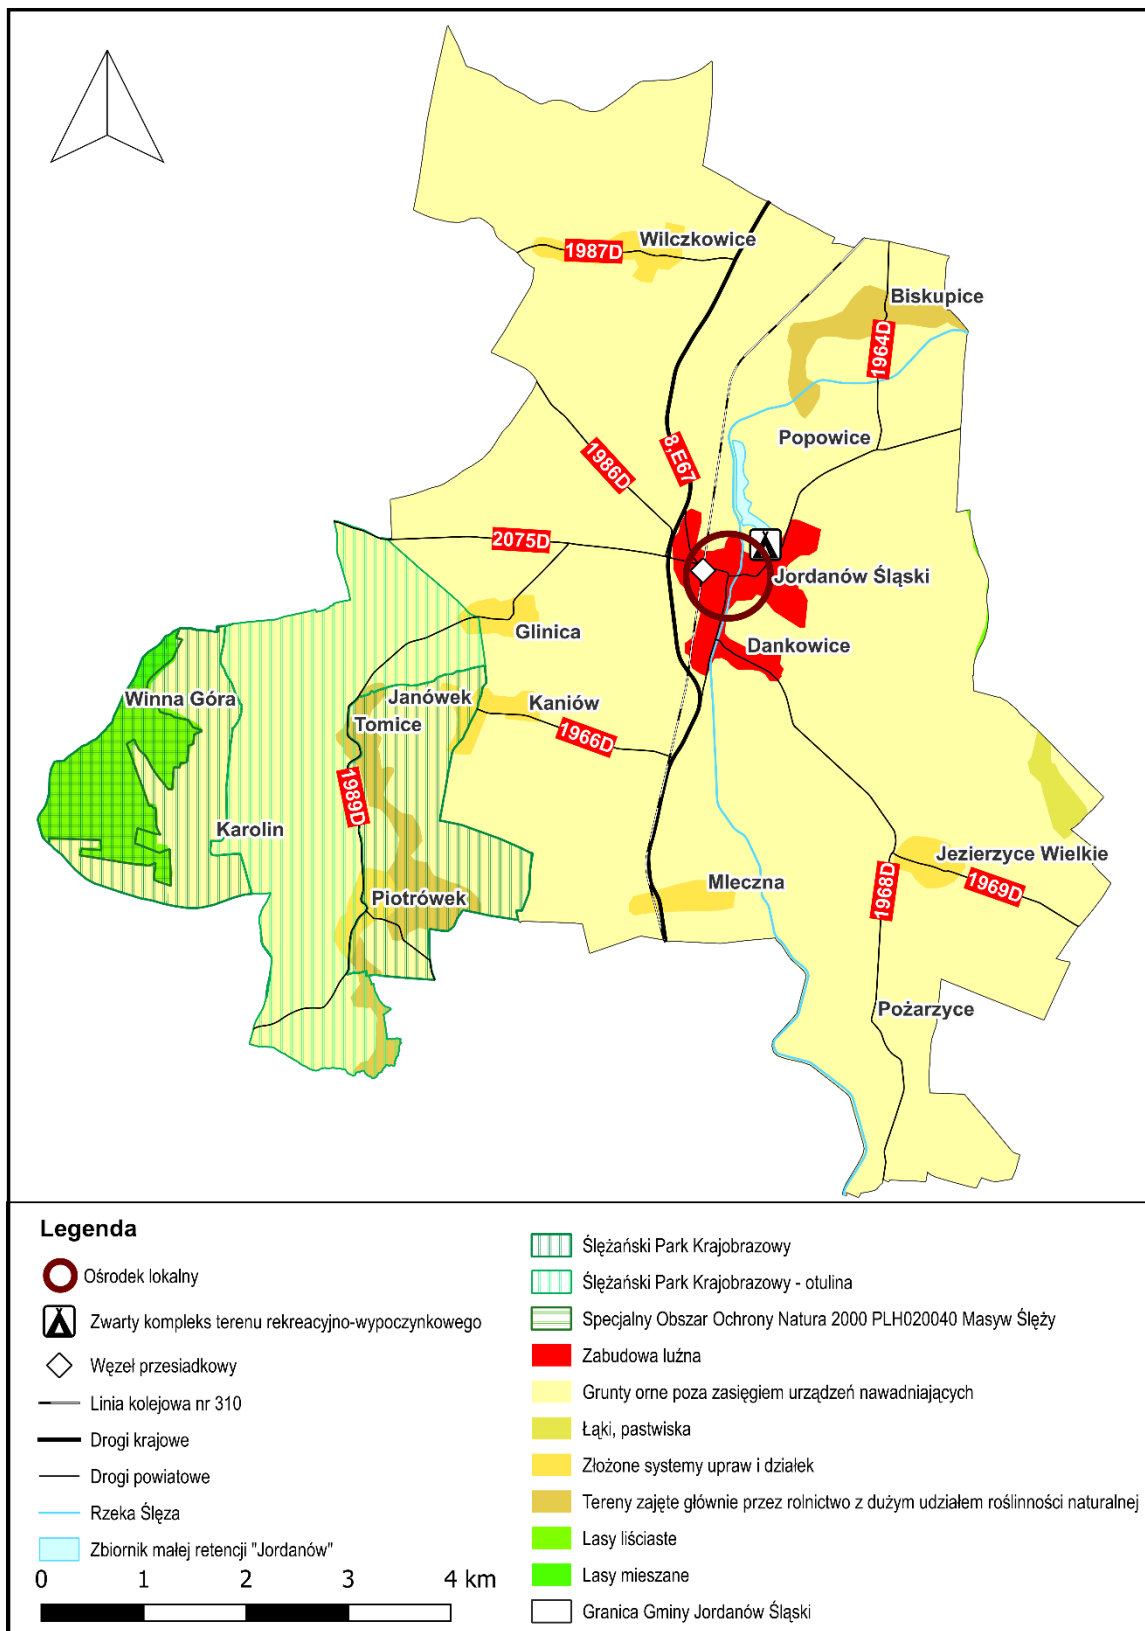 Wilczkowice
1987D
Biskupice
1964D
Popowice
8,E67
1986D
2075D
Jordanów Śląski
Glinica
Dankowice
Winna Góra
Janówek
Kaniów
Tomice
1966D
1989D
Karolin
Jezierzyce Wielkie
Mleczna
1968D
1969D
Piotrówek
Pożarzyce
Legenda
Ośrodek lokalny
Zwarty kompleks terenu rekreacyjno-wypoczynkowego
Węzeł przesiadkowy
Linia kolejowa nr 310
Drogi krajowe
Drogi powiatowe
Rzeka Ślęza
Zbiornik małej retencji "Jordanów"
0 1 2 3 4 km
Ślężański Park Krajobrazowy
Ślężański Park Krajobrazowy - otulina
Specjalny Obszar Ochrony Natura 2000 PLH020040 Masyw Ślęży
Zabudowa luźna
Grunty orne poza zasięgiem urządzeń nawadniających
Łąki, pastwiska
Złożone systemy upraw i działek
Tereny zajęte głównie przez rolnictwo z dużym udziałem roślinności naturalnej
Lasy liściaste
Lasy mieszane
Granica Gminy Jordanów Śląski